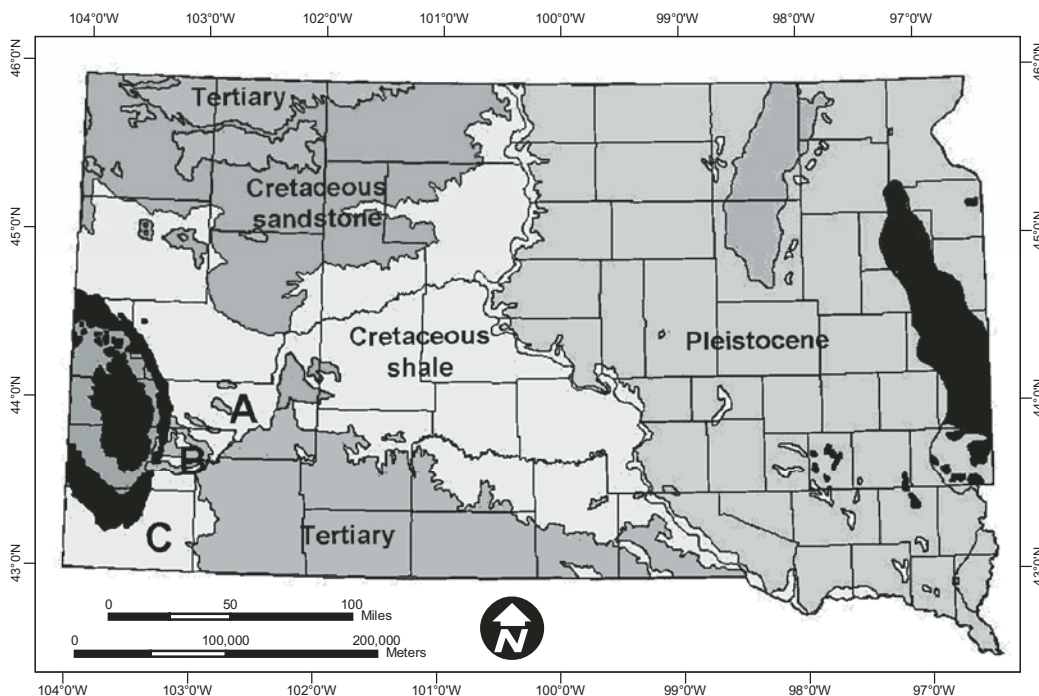 104°0'W 103°0'W 102°0'W 101°0'W 100°0'W 99°0'W 98°0'W 97°0'W
46°0'N
46°0'N
Tertiary
Cretaceous
sandstone
45°0'N
45°0'N
Cretaceous
shale
Pleistocene
44°0'N
44°0'N
A
B
C
Tertiary
43°0'N
43°0'N
0 50 100
Miles
0 100,000 200,000
Meters
N
104°0'W 103°0'W 102°0'W 101°0'W 100°0'W 99°0'W 98°0'W 97°0'W